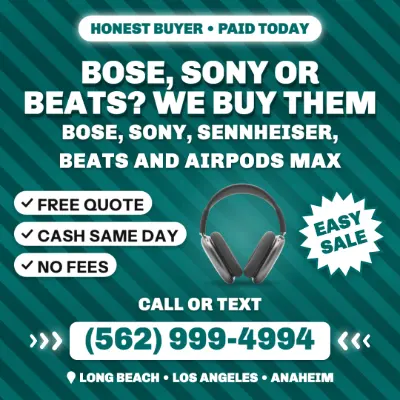 HONEST BUYER • PAID TODAY
BOSE, SONY OR
BEATS? WE BUY THEM
BOSE, SONY, SENNHEISER,
BEATS AND AIRPODS MAX
✓ FREE QUOTE
✓ CASH SAME DAY
✓ NO FEES
EASY
SALE
CALL OR TEXT
(562) 999-4994
LONG BEACH • LOS ANGELES • ANAHEIM